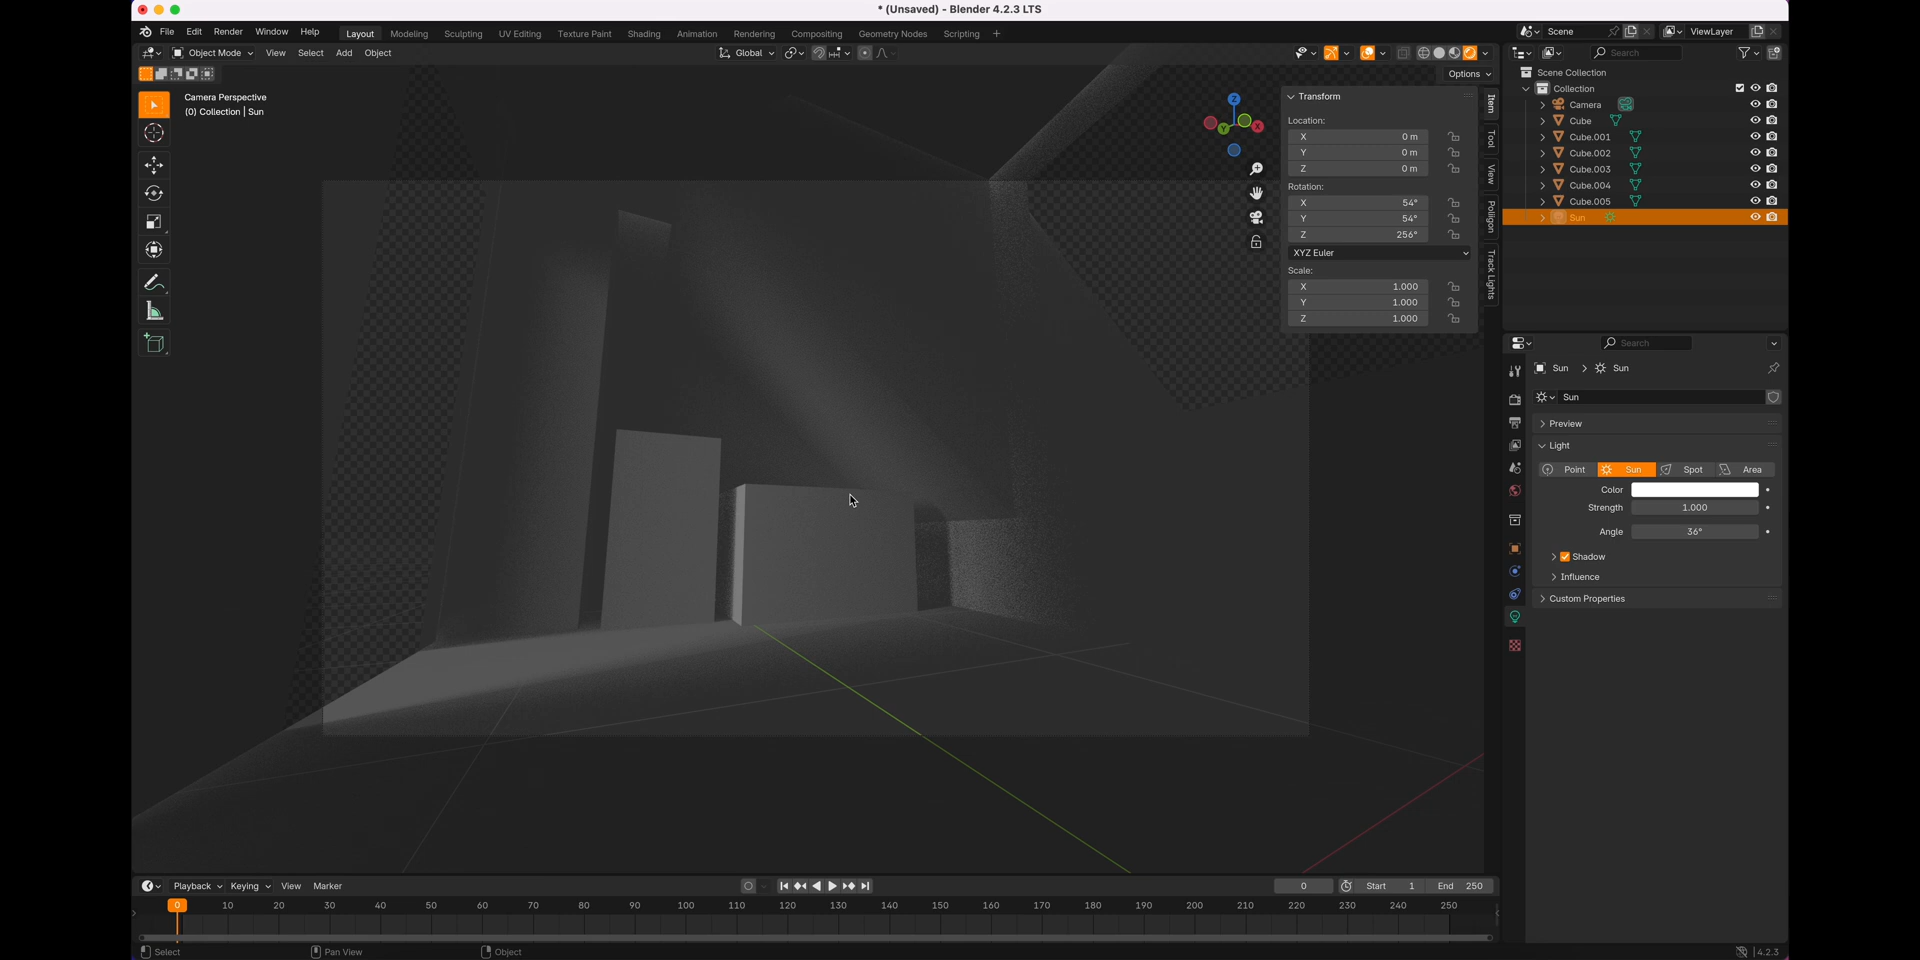 * (Unsaved) - Blender 4.2.3 LTS
File Edit Render Window Help Layout Modeling Sculpting UV Editing Texture Paint Shading Animation Rendering Compositing Geometry Nodes Scripting + Scene ViewLayer
Object Mode View Select Add Object Global Search
Options
Camera Perspective
(0) Collection | Sun
Z
X
Y
Transform
Location:
X 0 m
Y 0 m
Z 0 m
Rotation:
X 54°
Y 54°
Z 256°
XYZ Euler
Scale:
X 1.000
Y 1.000
Z 1.000
Item
Tool
View
Poliigon
Track Lights
Scene Collection
Collection
Camera
Cube
Cube.001
Cube.002
Cube.003
Cube.004
Cube.005
Sun
Search
Sun > Sun
Sun
Preview
Light
Point Sun Spot Area
Color
Strength 1.000
Angle 36°
Shadow
Influence
Custom Properties
Playback Keying View Marker 0 Start 1 End 250
0 10 20 30 40 50 60 70 80 90 100 110 120 130 140 150 160 170 180 190 200 210 220 230 240 250
Select Pan View Object 4.2.3